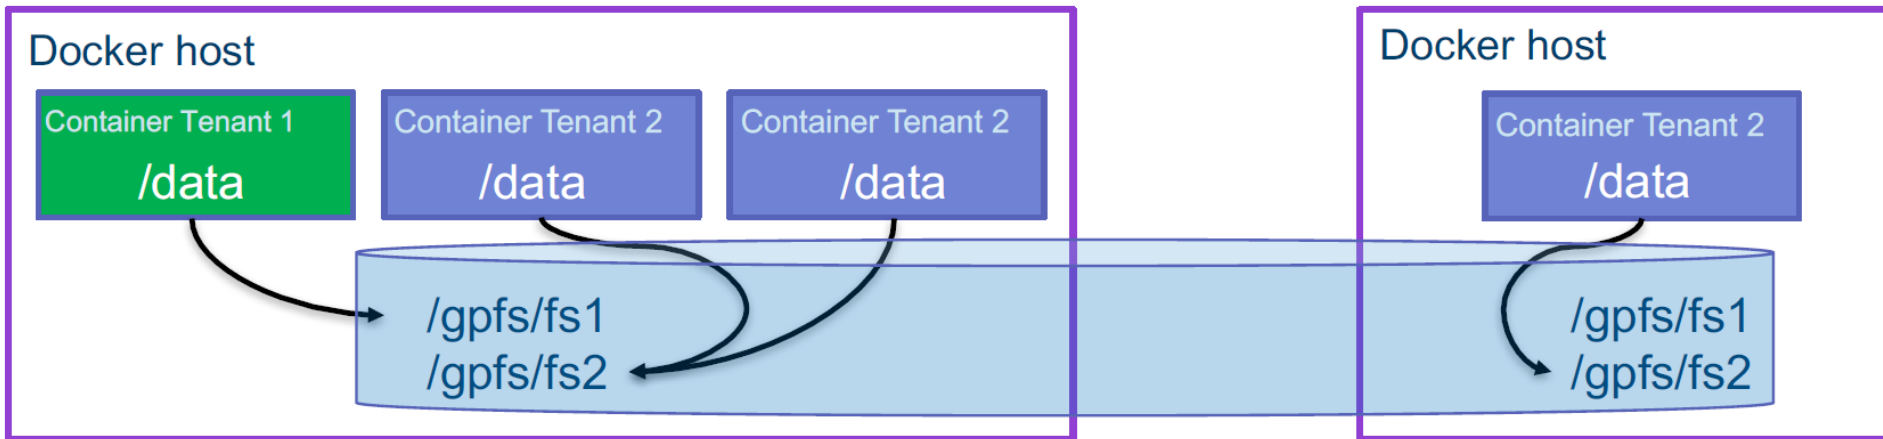 Docker host
Container Tenant 1
/data
Container Tenant 2
/data
Container Tenant 2
/data
/gpfs/fs1
/gpfs/fs2
Docker host
Container Tenant 2
/data
/gpfs/fs1
/gpfs/fs2